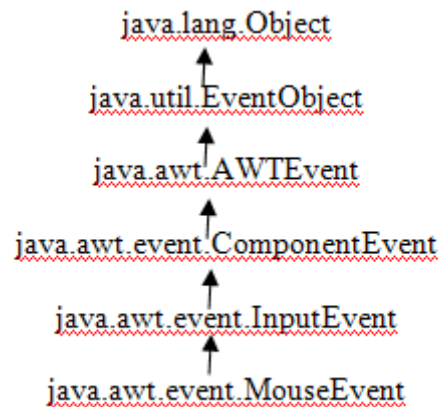 java.lang.Object
java.util.EventObject
java.awt.AWTEvent
java.awt.event.ComponentEvent
java.awt.event.InputEvent
java.awt.event.MouseEvent